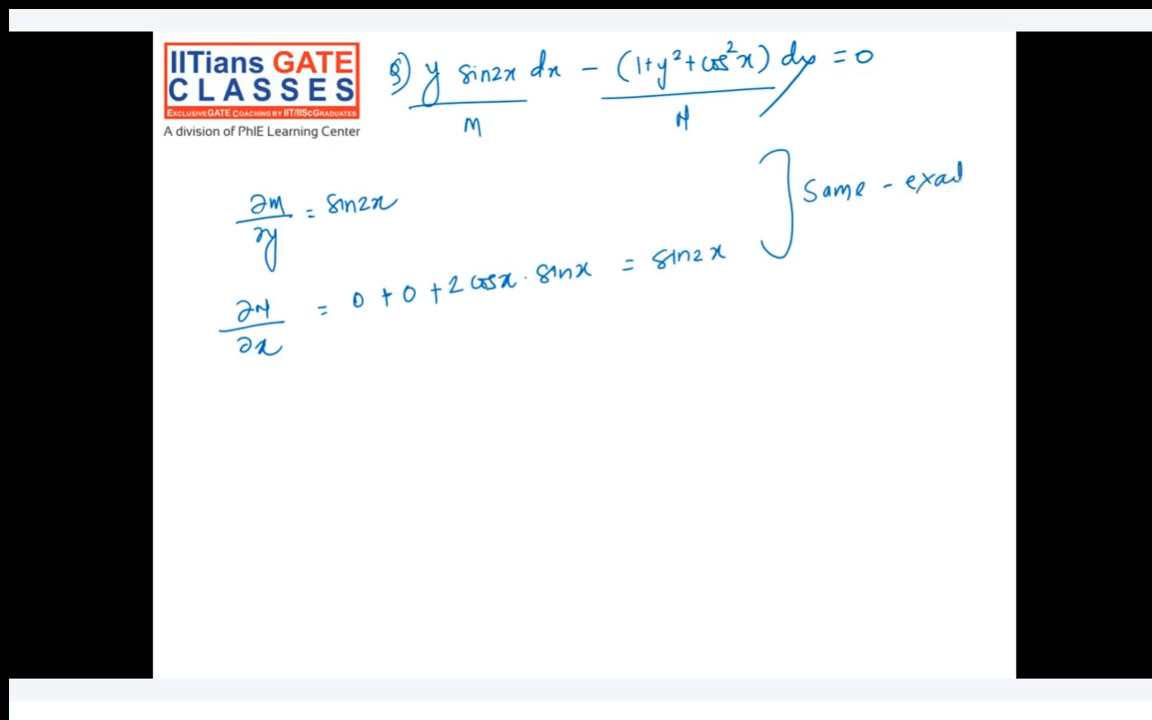 IITians GATE
CLASSES
EXCLUSIVE GATE COACHING BY IIT/IISc GRADUATES
A division of PhIE Learning Center
Q) y sin2x dx - (1+y²+cos²x) dy = 0
M N
∂M/∂y = sin2x
Same - exact
∂N/∂x = 0 + 0 + 2 cosx . sinx = sin2x